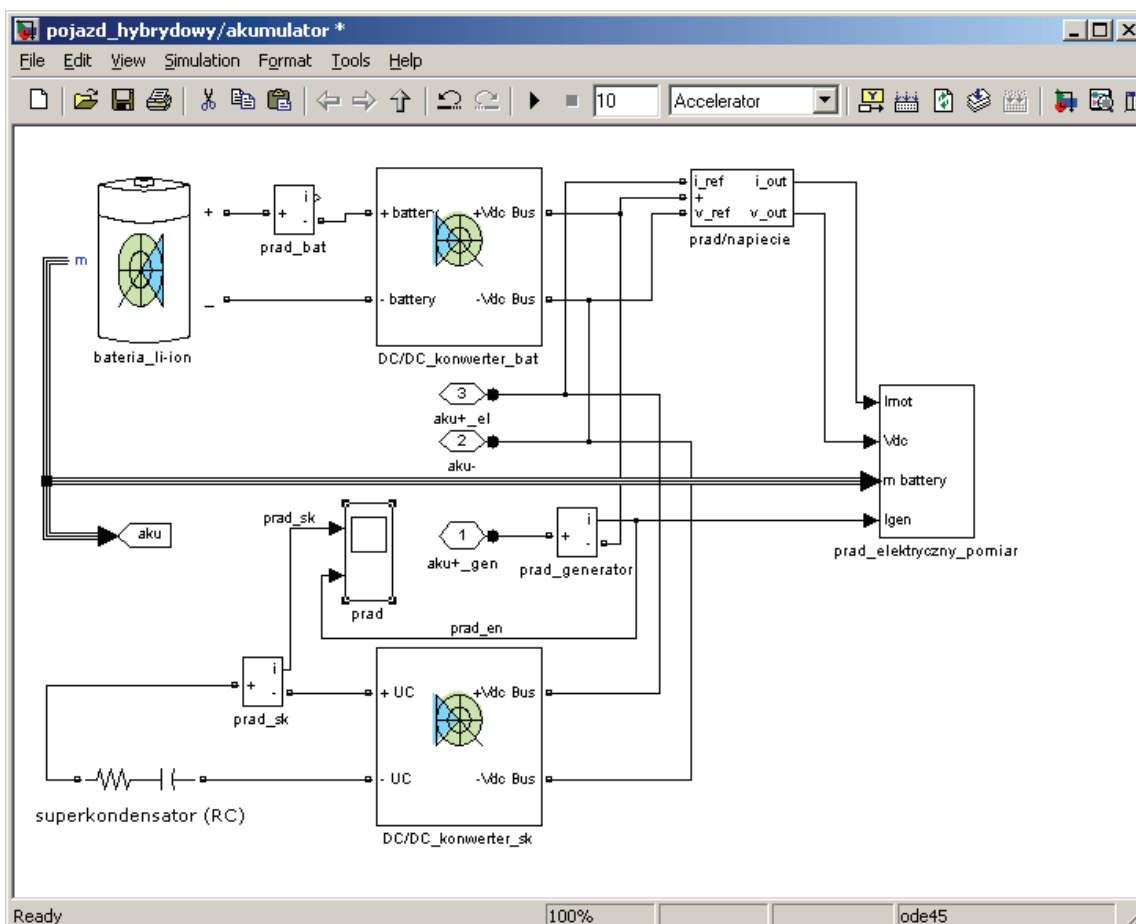 pojazd_hybrydowy/akumulator *
File Edit View Simulation Format Tools Help
10 Accelerator
i_ref i_out
+
v_ref v_out
prad/napiecie
+ i -
prad_bat
+ battery +Vdc Bus
- battery -Vdc Bus
DC/DC_konwerter_bat
+
m
_
bateria_li-ion
3
aku+_el
2
aku-
Imot
Vdc
m battery
Igen
prad_elektryczny_pomiar
aku
prad_sk
prad
1
aku+_gen
+ i -
prad_generator
prad_en
+ i -
prad_sk
+ UC +Vdc Bus
- UC -Vdc Bus
DC/DC_konwerter_sk
superkondensator (RC)
Ready 100% ode45